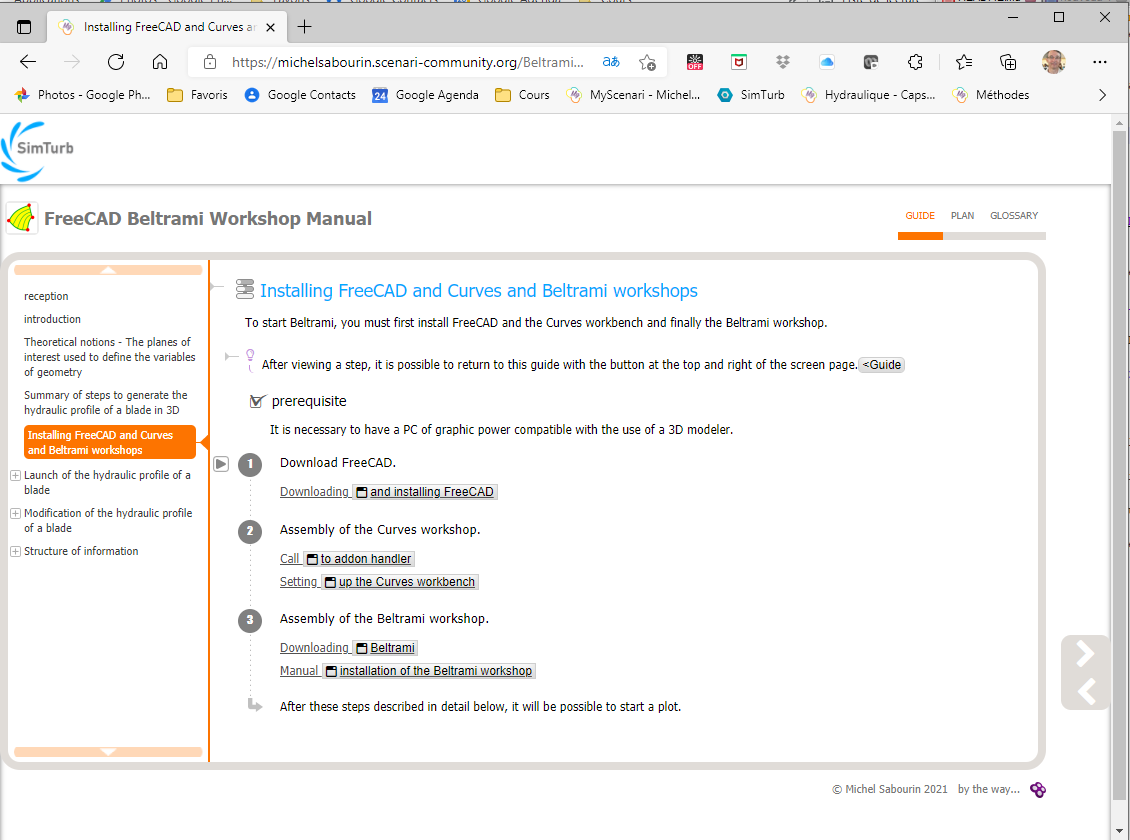 Installing FreeCAD and Curves a
https://michelsabourin.scenari-community.org/Beltrami...
OFF
Photos - Google Ph...
Favoris
Google Contacts
24
Google Agenda
Cours
MyScenari - Michel...
SimTurb
Hydraulique - Caps...
Méthodes
SimTurb
FreeCAD Beltrami Workshop Manual
GUIDE
PLAN
GLOSSARY
reception
introduction
Theoretical notions - The planes of
interest used to define the variables
of geometry
Summary of steps to generate the
hydraulic profile of a blade in 3D
Installing FreeCAD and Curves
and Beltrami workshops
Launch of the hydraulic profile of a
blade
Modification of the hydraulic profile
of a blade
Structure of information
Installing FreeCAD and Curves and Beltrami workshops
To start Beltrami, you must first install FreeCAD and the Curves workbench and finally the Beltrami workshop.
After viewing a step, it is possible to return to this guide with the button at the top and right of the screen page. <Guide
prerequisite
It is necessary to have a PC of graphic power compatible with the use of a 3D modeler.
1 Download FreeCAD.
Downloading and installing FreeCAD
2 Assembly of the Curves workshop.
Call to addon handler
Setting up the Curves workbench
3 Assembly of the Beltrami workshop.
Downloading Beltrami
Manual installation of the Beltrami workshop
After these steps described in detail below, it will be possible to start a plot.
© Michel Sabourin 2021 by the way...